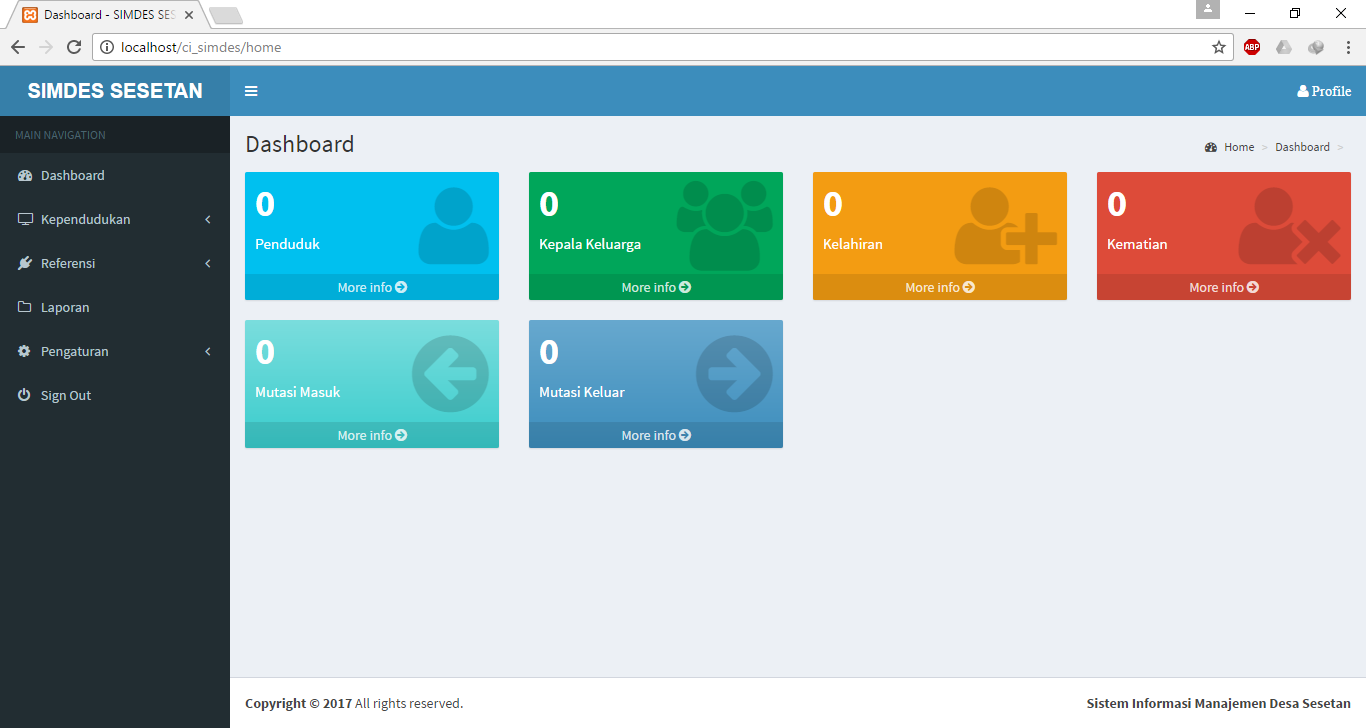 Dashboard - SIMDES SES
localhost/ci_simdes/home
ABP
SIMDES SESETAN
Profile
MAIN NAVIGATION
Dashboard
Kependudukan
Referensi
Laporan
Pengaturan
Sign Out
Dashboard
Home > Dashboard >
0
Penduduk
More info
0
Kepala Keluarga
More info
0
Kelahiran
More info
0
Kematian
More info
0
Mutasi Masuk
More info
0
Mutasi Keluar
More info
Copyright © 2017 All rights reserved.
Sistem Informasi Manajemen Desa Sesetan